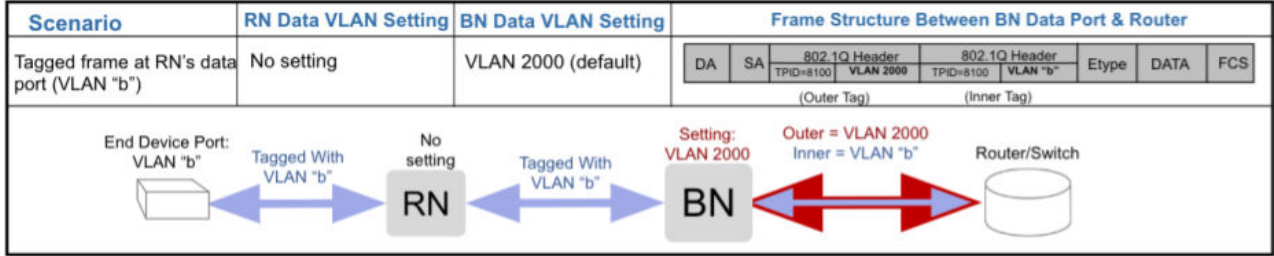 Scenario
RN Data VLAN Setting
BN Data VLAN Setting
Frame Structure Between BN Data Port & Router
Tagged frame at RN's data
port (VLAN "b")
No setting
VLAN 2000 (default)
DA
SA
802.1Q Header
TPID=8100
VLAN 2000
802.1Q Header
TPID=8100
VLAN "b"
Etype
DATA
FCS
(Outer Tag)
(Inner Tag)
End Device Port:
VLAN "b"
Tagged With
VLAN "b"
No
setting
RN
Tagged With
VLAN "b"
Setting:
VLAN 2000
BN
Outer = VLAN 2000
Inner = VLAN "b"
Router/Switch